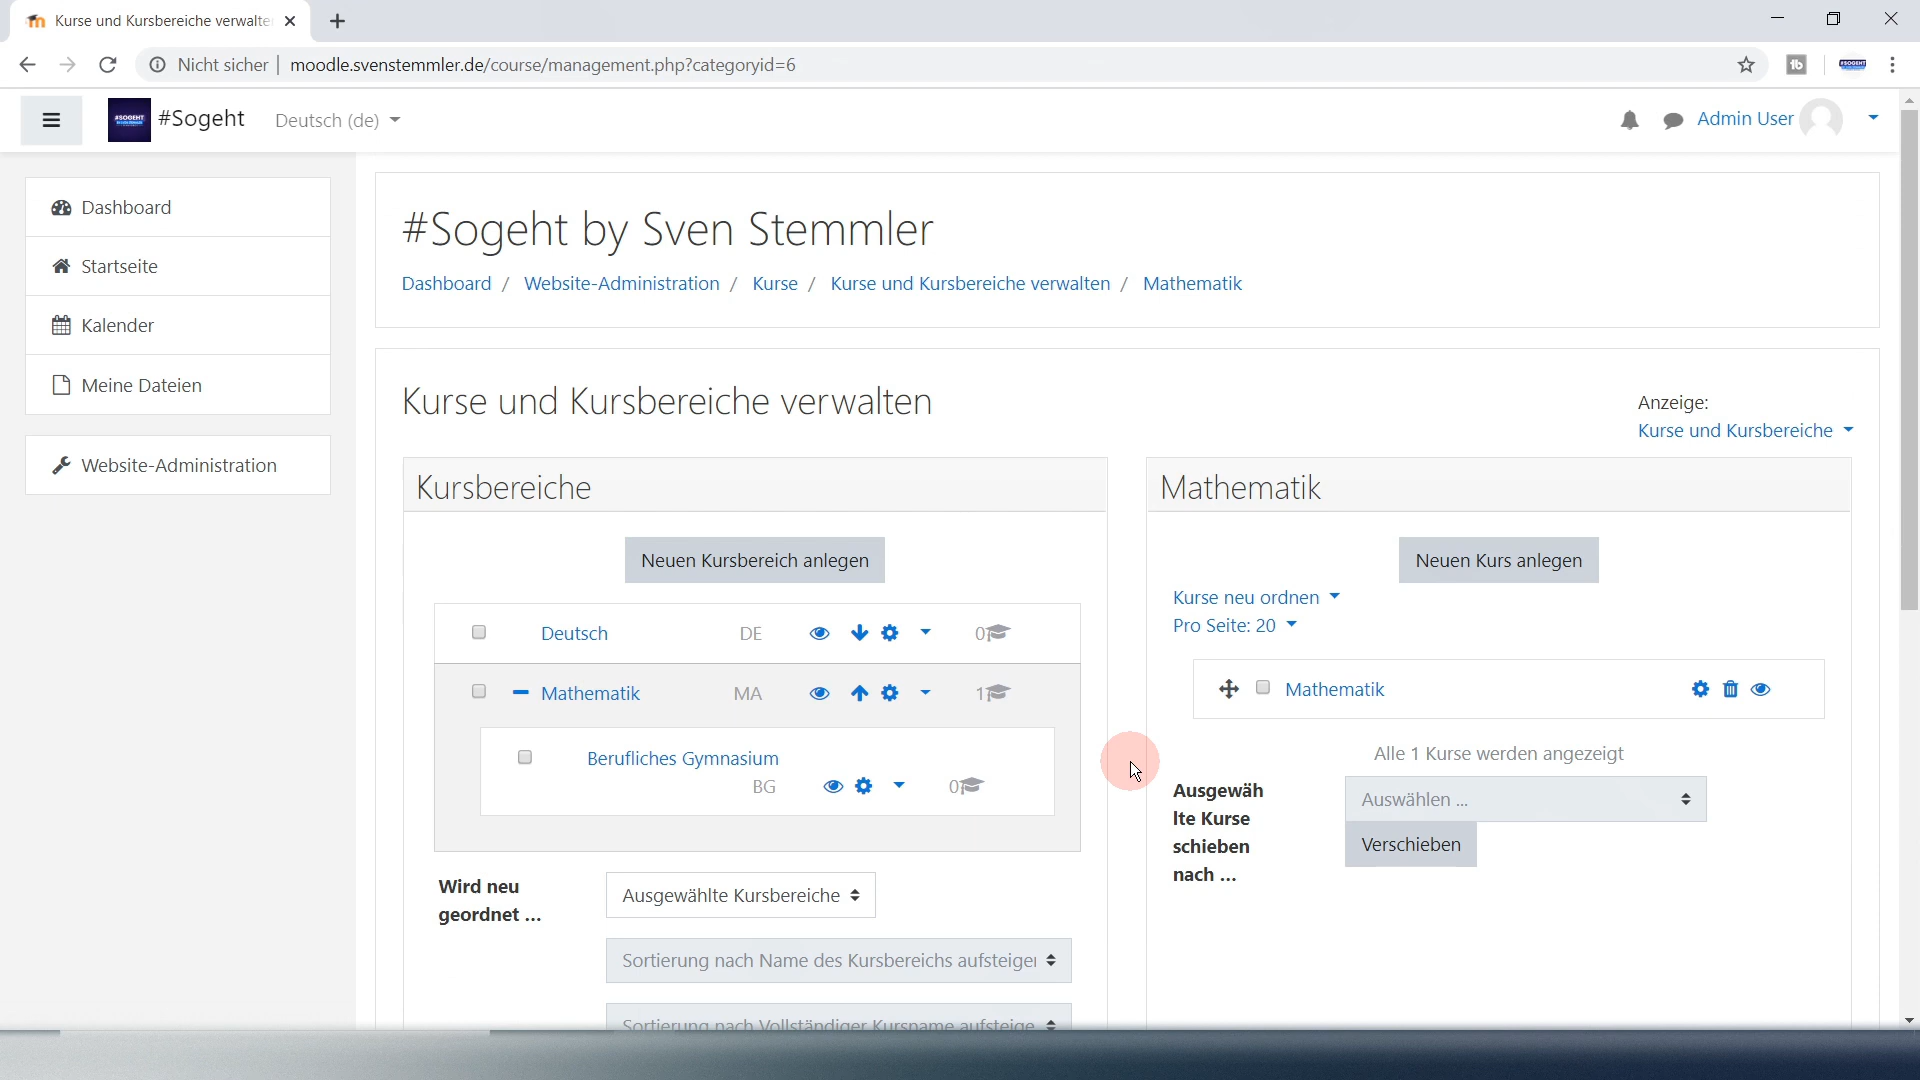 Kurse und Kursbereiche verwalte
Nicht sicher
moodle.svenstemmler.de/course/management.php?categoryid=6
#Sogeht
Deutsch (de)
Admin User
Dashboard
Startseite
Kalender
Meine Dateien
Website-Administration
#Sogeht by Sven Stemmler
Dashboard / Website-Administration / Kurse / Kurse und Kursbereiche verwalten / Mathematik
Kurse und Kursbereiche verwalten
Anzeige:
Kurse und Kursbereiche
Kursbereiche
Neuen Kursbereich anlegen
Deutsch DE 0
Mathematik MA 1
Berufliches Gymnasium
BG 0
Wird neu
geordnet ...
Ausgewählte Kursbereiche
Sortierung nach Name des Kursbereichs aufsteige
Sortierung nach Vollständiger Kursname aufsteige
Mathematik
Neuen Kurs anlegen
Kurse neu ordnen
Pro Seite: 20
Mathematik
Alle 1 Kurse werden angezeigt
Ausgewäh
lte Kurse
schieben
nach ...
Auswählen ...
Verschieben